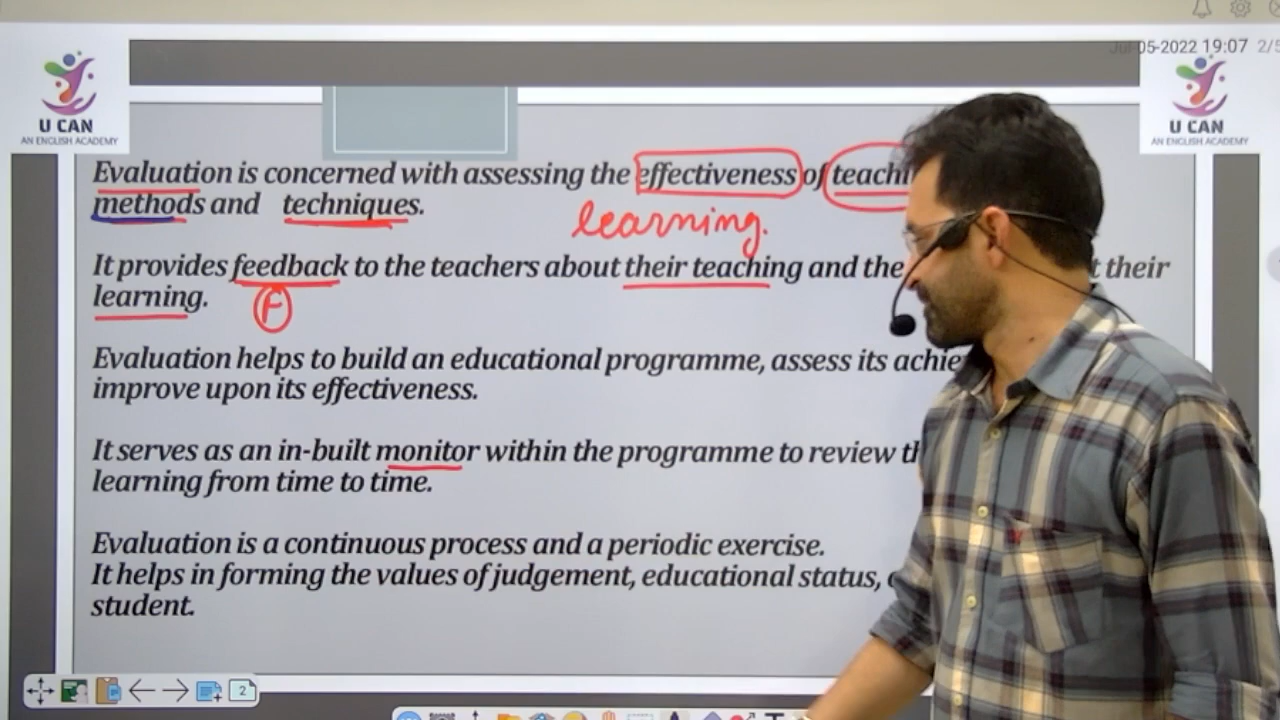 Jul-05-2022 19:07 2/5
U CAN
AN ENGLISH ACADEMY
U CAN
AN ENGLISH ACADEMY
Evaluation is concerned with assessing the effectiveness of
methods and techniques.
learning.
It provides feedback to the teachers about their teaching and the their
learning.
F
Evaluation helps to build an educational programme, assess its
improve upon its effectiveness.
It serves as an in-built monitor within the programme to review
learning from time to time.
Evaluation is a continuous process and a periodic exercise.
It helps in forming the values of judgement, educational status,
student.
2